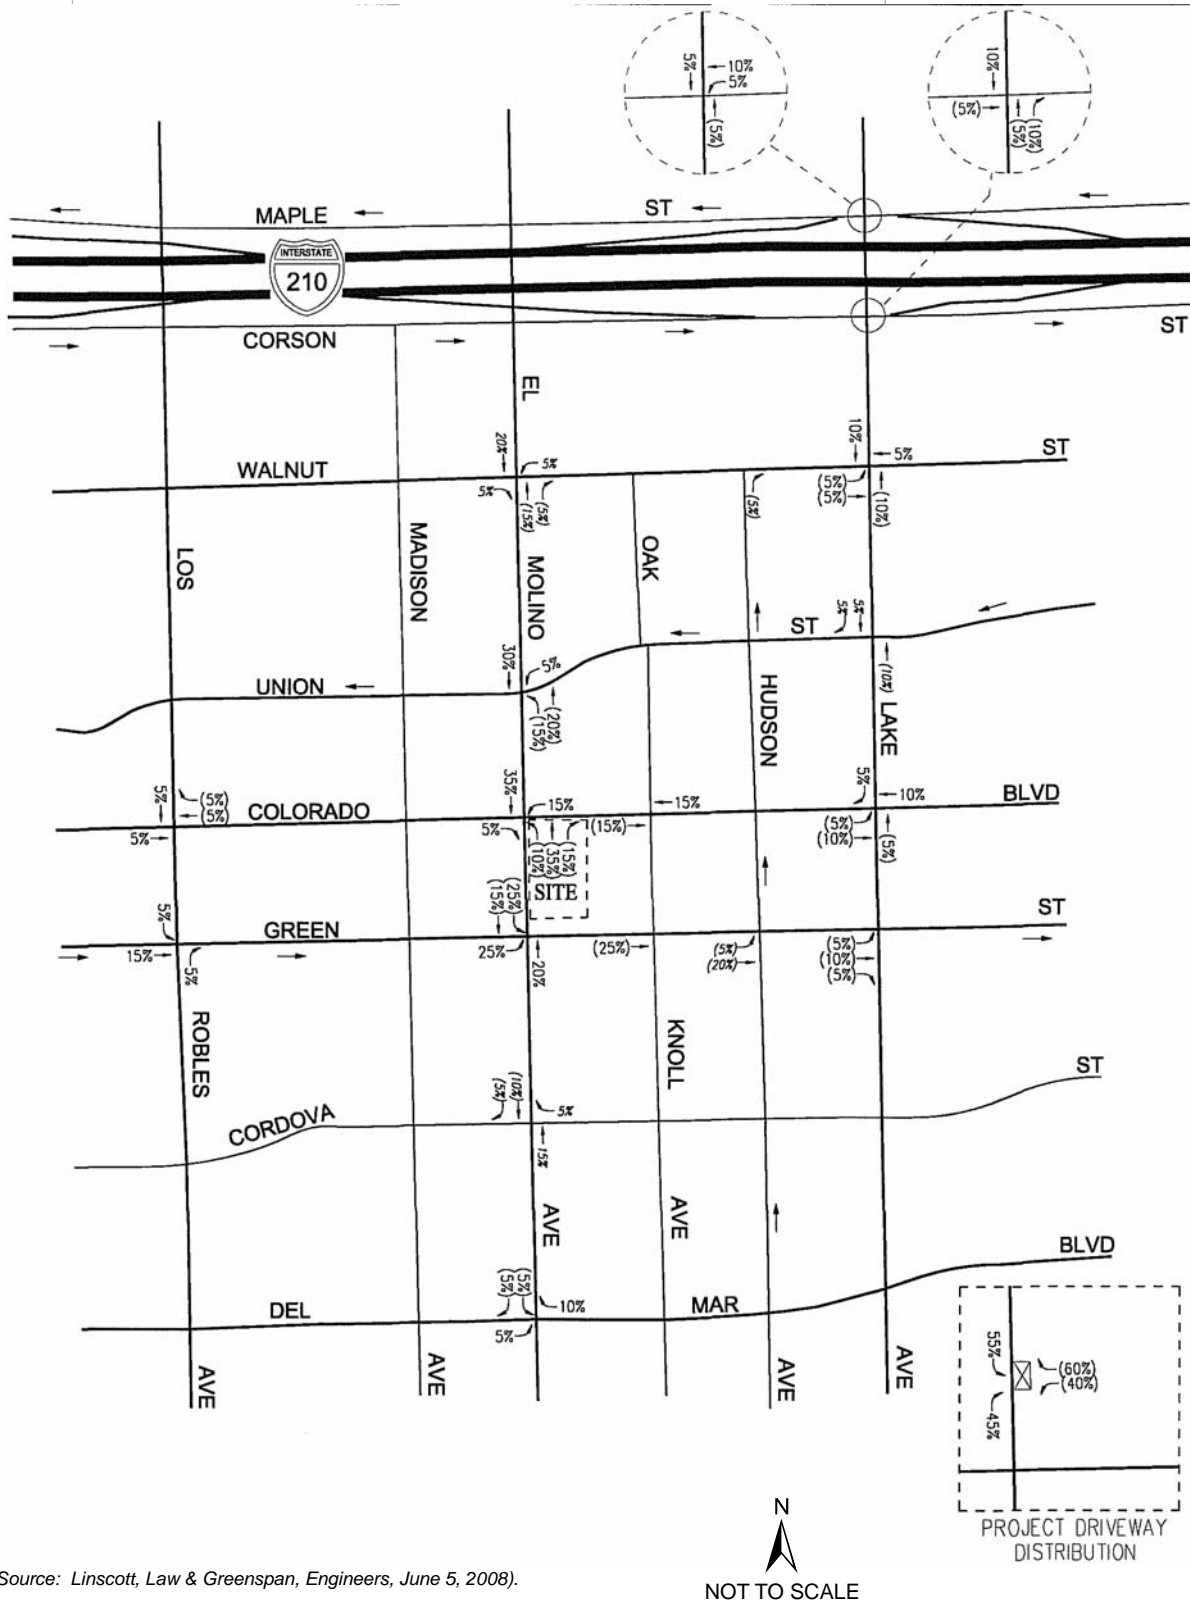 5%
10%
5%
(5%)
10%
(5%)
(5%)
(10%)
MAPLE
ST
INTERSTATE
210
CORSON
ST
EL
20%
5%
10%
5%
WALNUT
ST
5%
(15%)
(5%)
(5%)
(5%)
(5%)
(10%)
LOS
MADISON
MOLINO
OAK
5%
5%
ST
30%
5%
UNION
(20%)
(15%)
HUDSON
(10%)
LAKE
5%
(5%)
(5%)
35%
15%
15%
5%
10%
COLORADO
BLVD
5%
5%
(10%)
(35%)
(15%)
(15%)
(5%)
(10%)
(5%)
SITE
5%
(15%)
(25%)
GREEN
ST
15%
5%
25%
20%
(25%)
(5%)
(20%)
(5%)
(10%)
(5%)
ROBLES
KNOLL
(5%)
(10%)
5%
ST
CORDOVA
15%
AVE
AVE
BLVD
(5%)
(5%)
10%
DEL
MAR
5%
AVE
AVE
AVE
AVE
55%
(60%)
(40%)
45%
PROJECT DRIVEWAY
DISTRIBUTION
N
NOT TO SCALE
Source: Linscott, Law & Greenspan, Engineers, June 5, 2008).